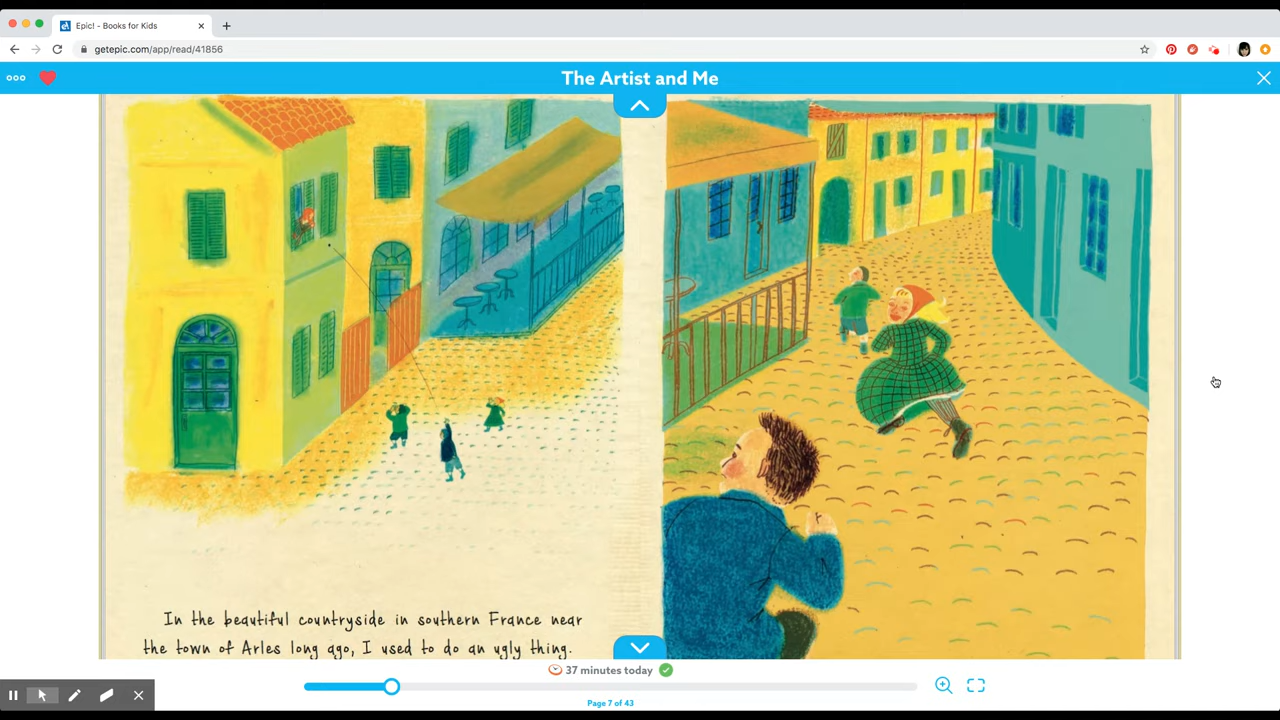 Epic! - Books for Kids
getepic.com/app/read/41856
The Artist and Me
In the beautiful countryside in southern France near
the town of Arles long ago, I used to do an ugly thing.
37 minutes today
Page 7 of 43